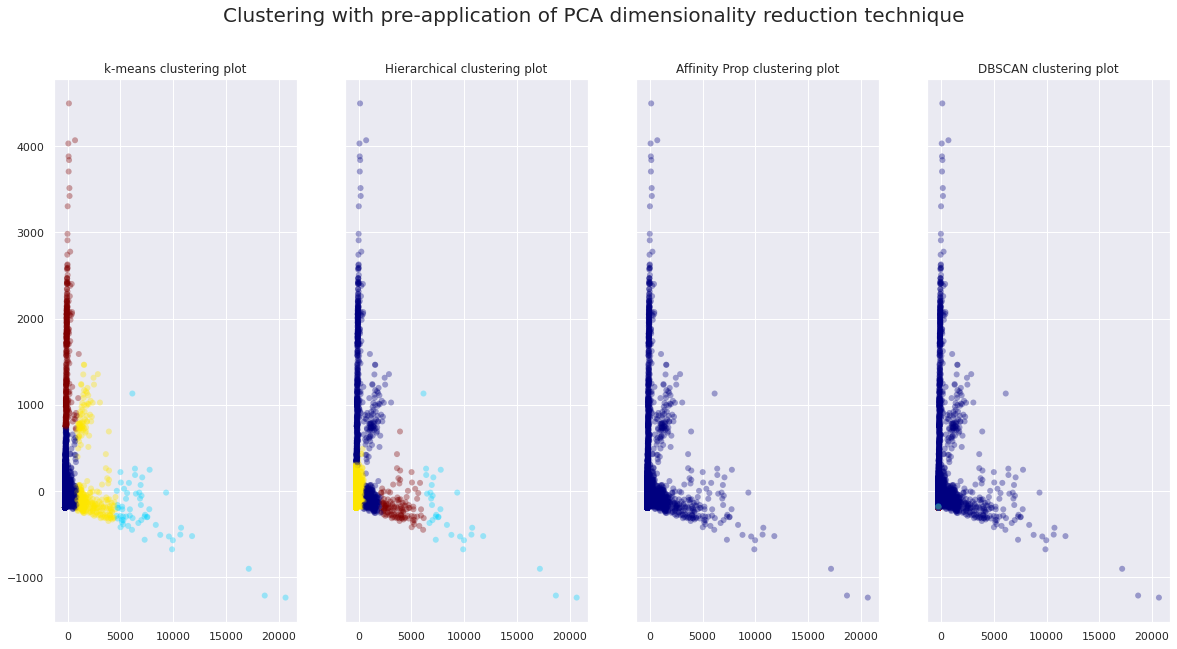 Clustering with pre-application of PCA dimensionality reduction technique
k-means clustering plot
Hierarchical clustering plot
Affinity Prop clustering plot
DBSCAN clustering plot
4000
3000
2000
1000
0
−1000
0 5000 10000 15000 20000
0 5000 10000 15000 20000
0 5000 10000 15000 20000
0 5000 10000 15000 20000